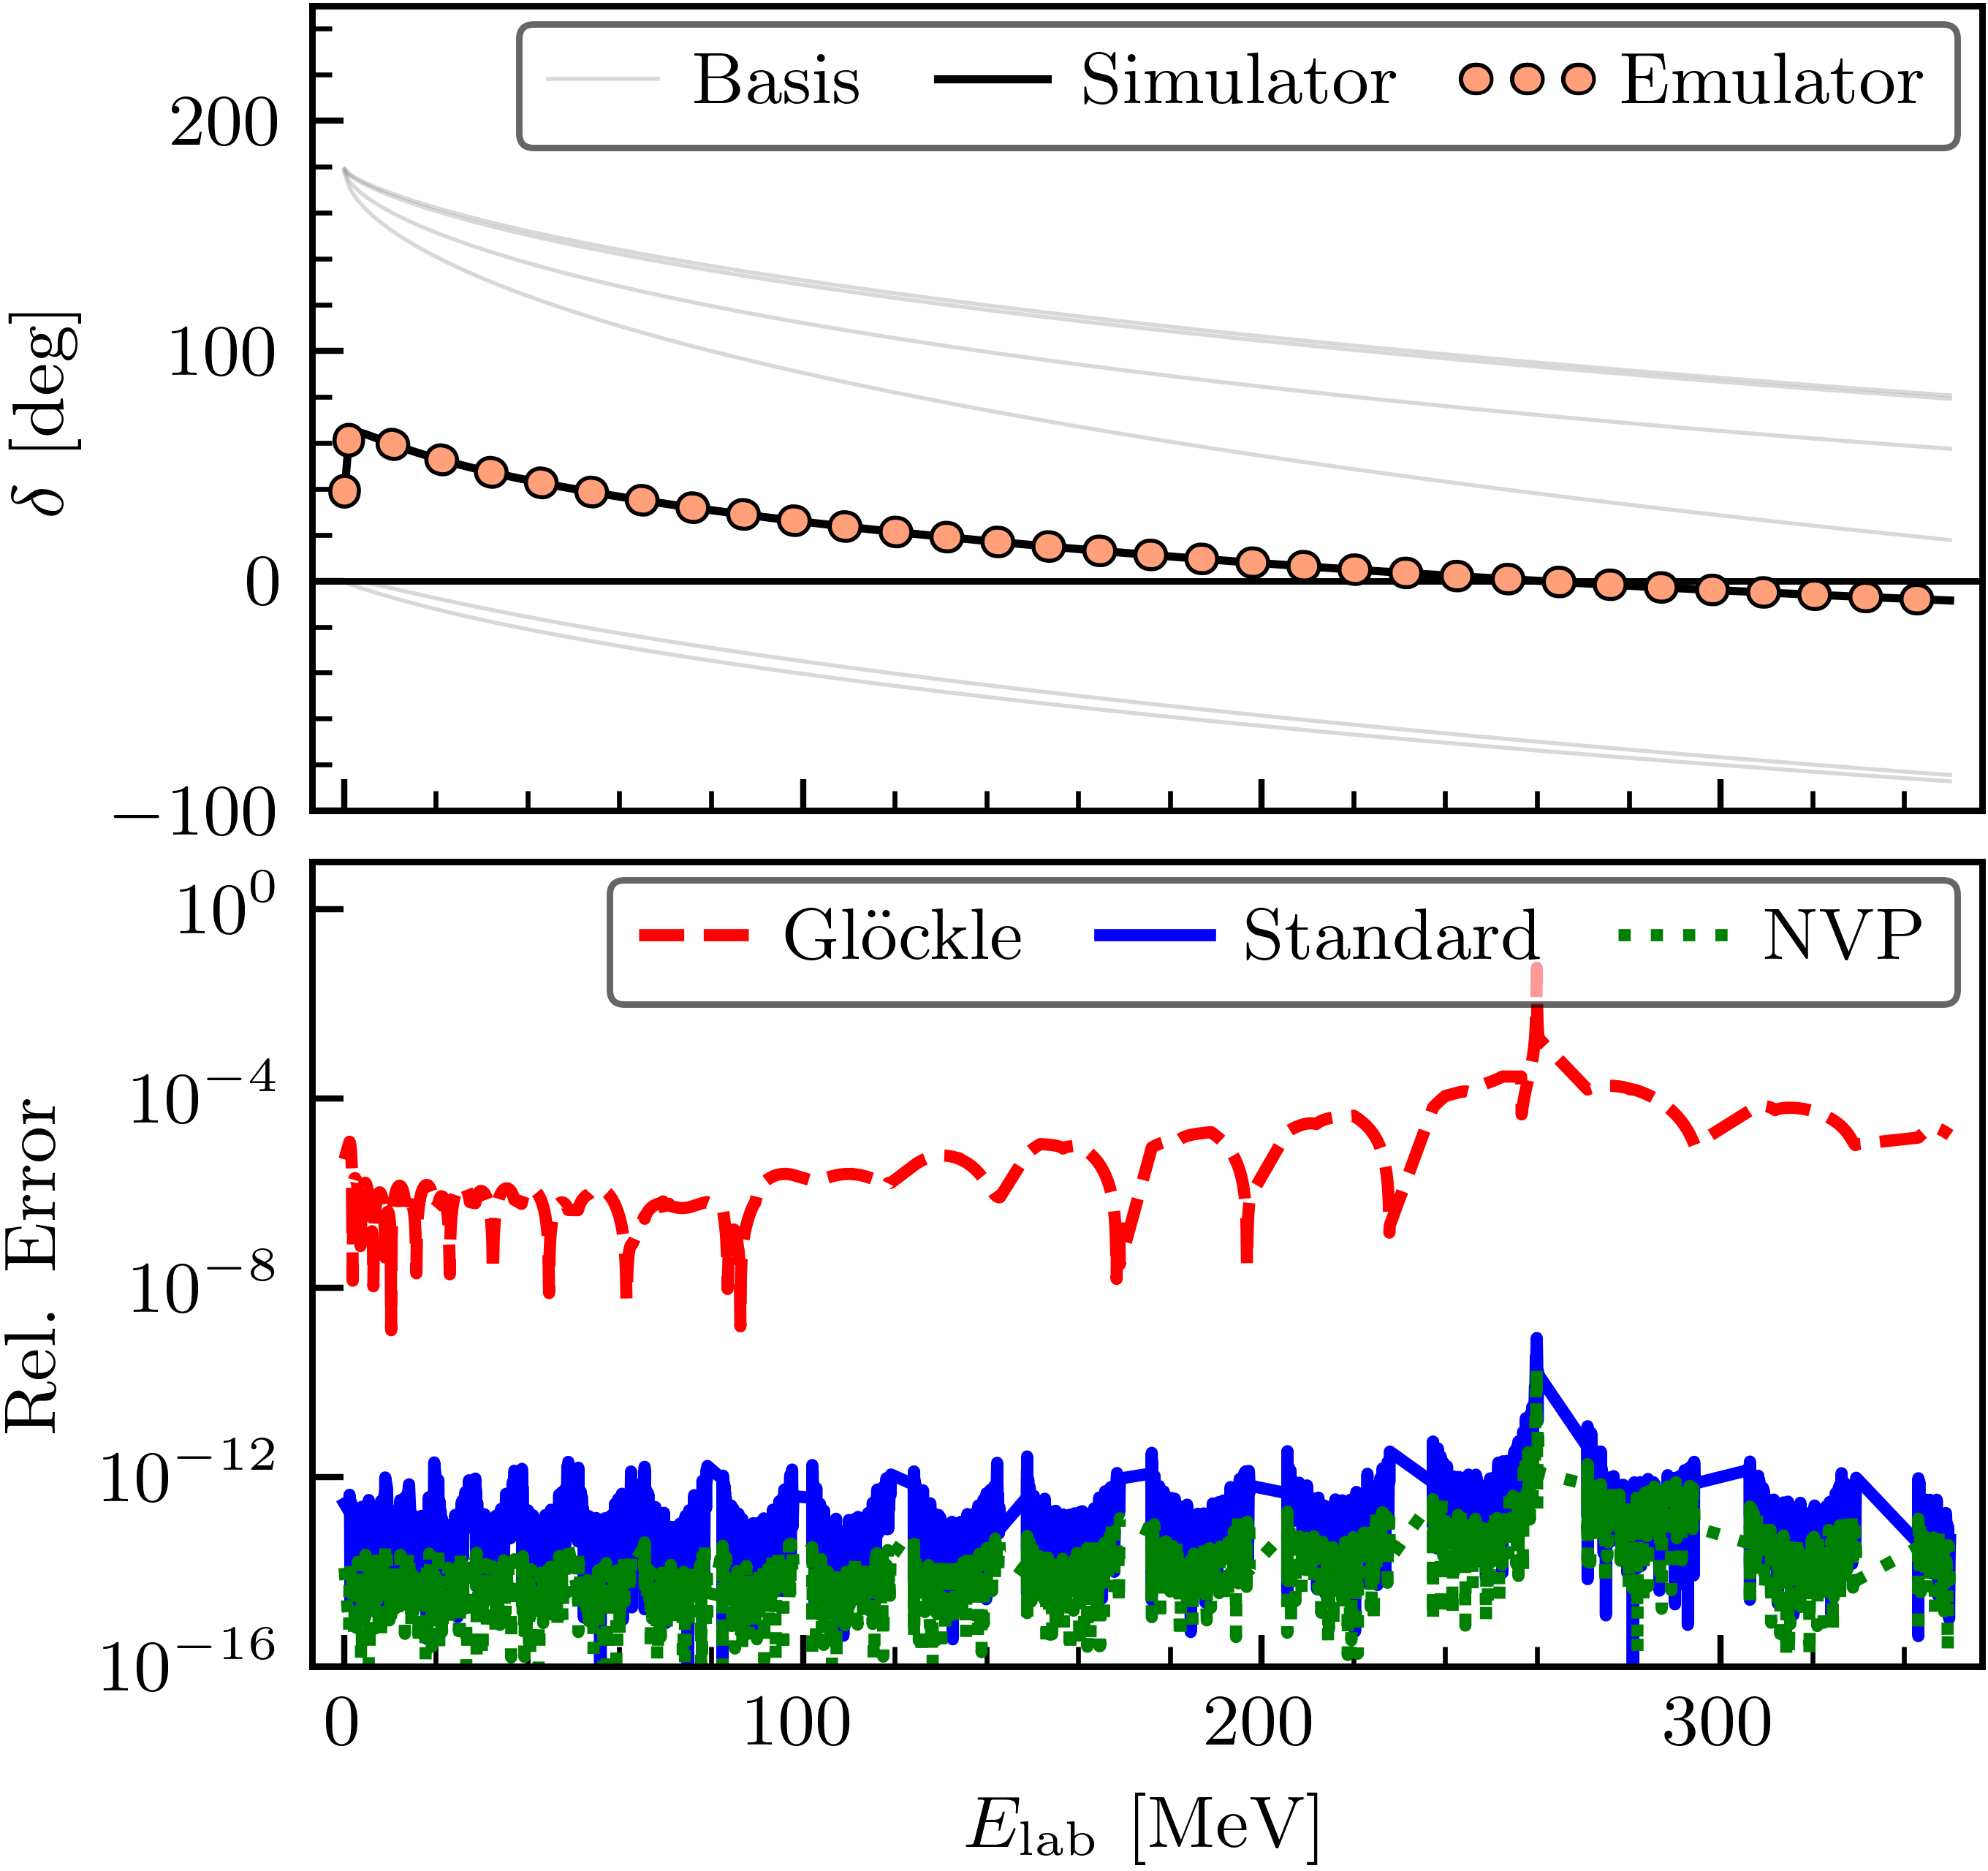 Basis Simulator Emulator
200
100
0
−100
δ [deg]
Glöckle Standard NVP
10^0
10^−4
10^−8
10^−12
10^−16
Rel. Error
0 100 200 300
E_lab [MeV]